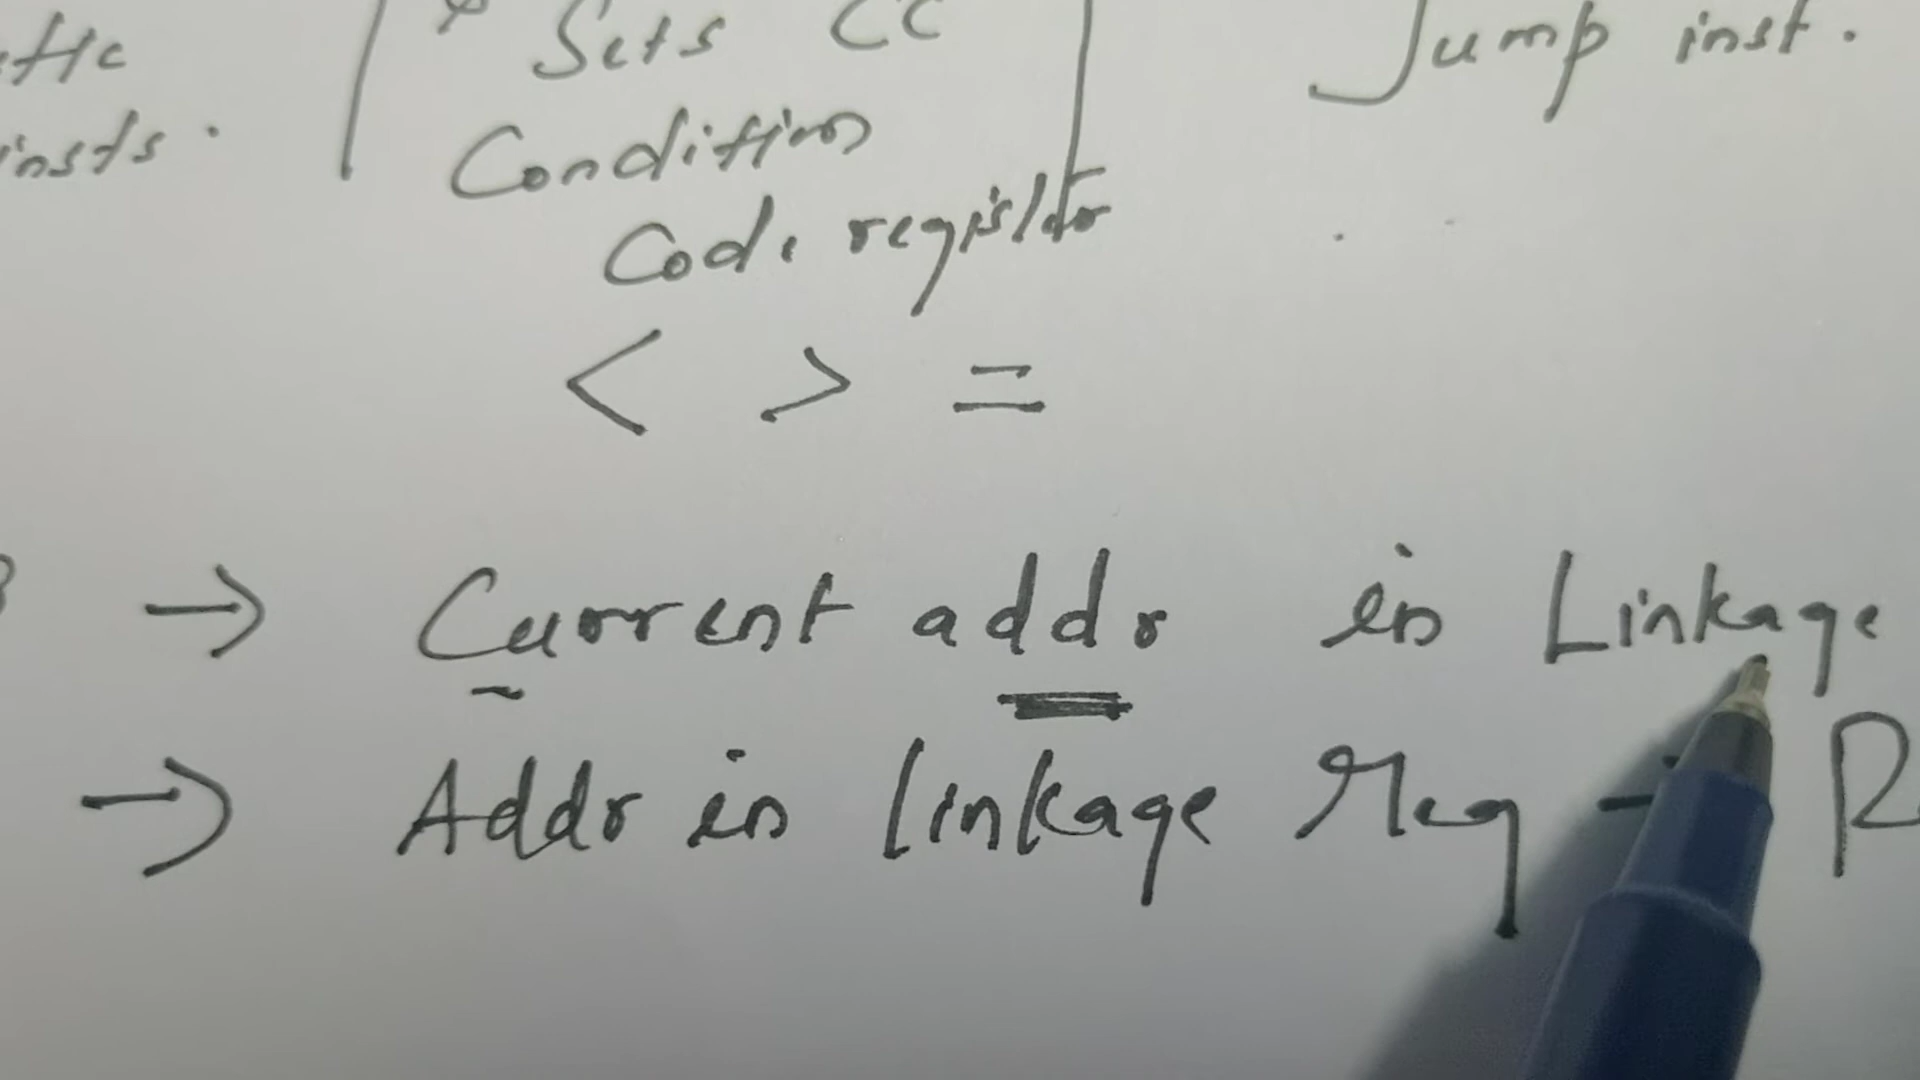 Sets CC
Jump inst.
insts.
Condition
Code register
< > =
→ Current addr in Linkage
→ Addr in linkage reg → R